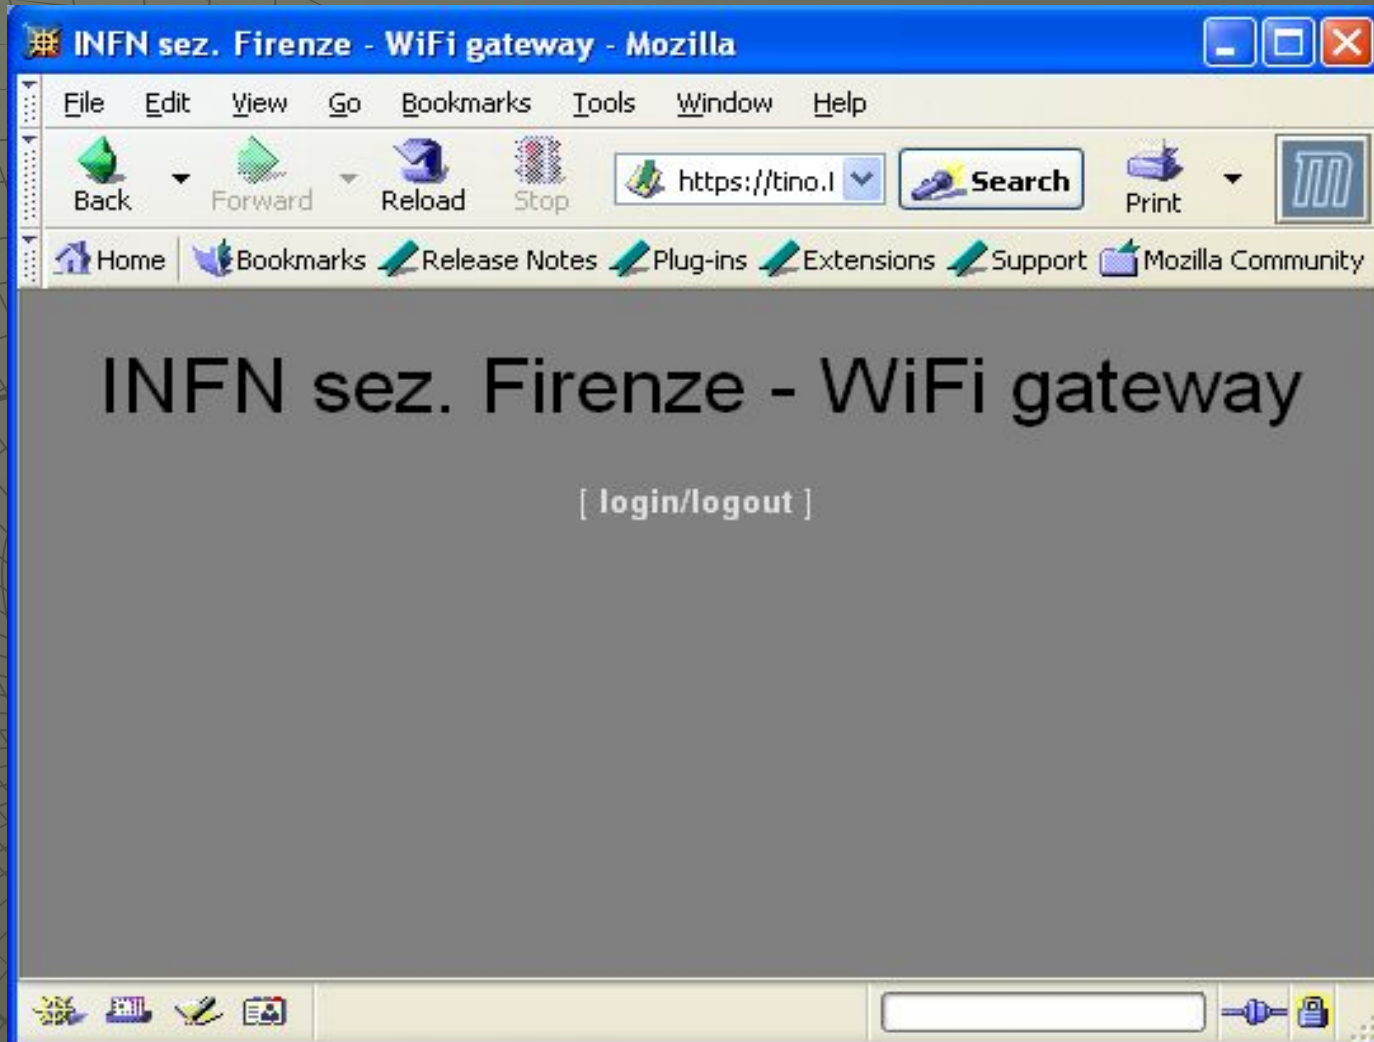 INFN sez. Firenze - WiFi gateway - Mozilla
File Edit View Go Bookmarks Tools Window Help
Back Forward Reload Stop https://tino.l Search Print
Home Bookmarks Release Notes Plug-ins Extensions Support Mozilla Community
INFN sez. Firenze - WiFi gateway
[ login/logout ]